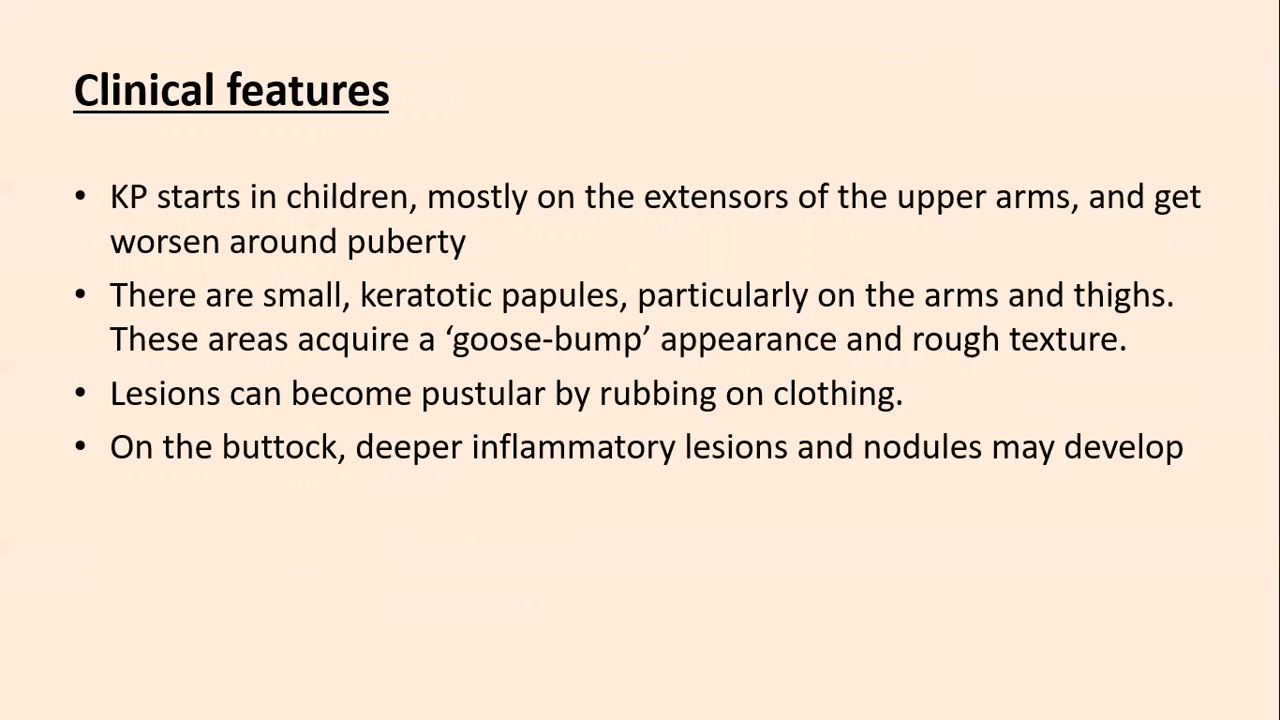 Clinical features
• KP starts in children, mostly on the extensors of the upper arms, and get
worsen around puberty
• There are small, keratotic papules, particularly on the arms and thighs.
These areas acquire a ‘goose-bump’ appearance and rough texture.
• Lesions can become pustular by rubbing on clothing.
• On the buttock, deeper inflammatory lesions and nodules may develop